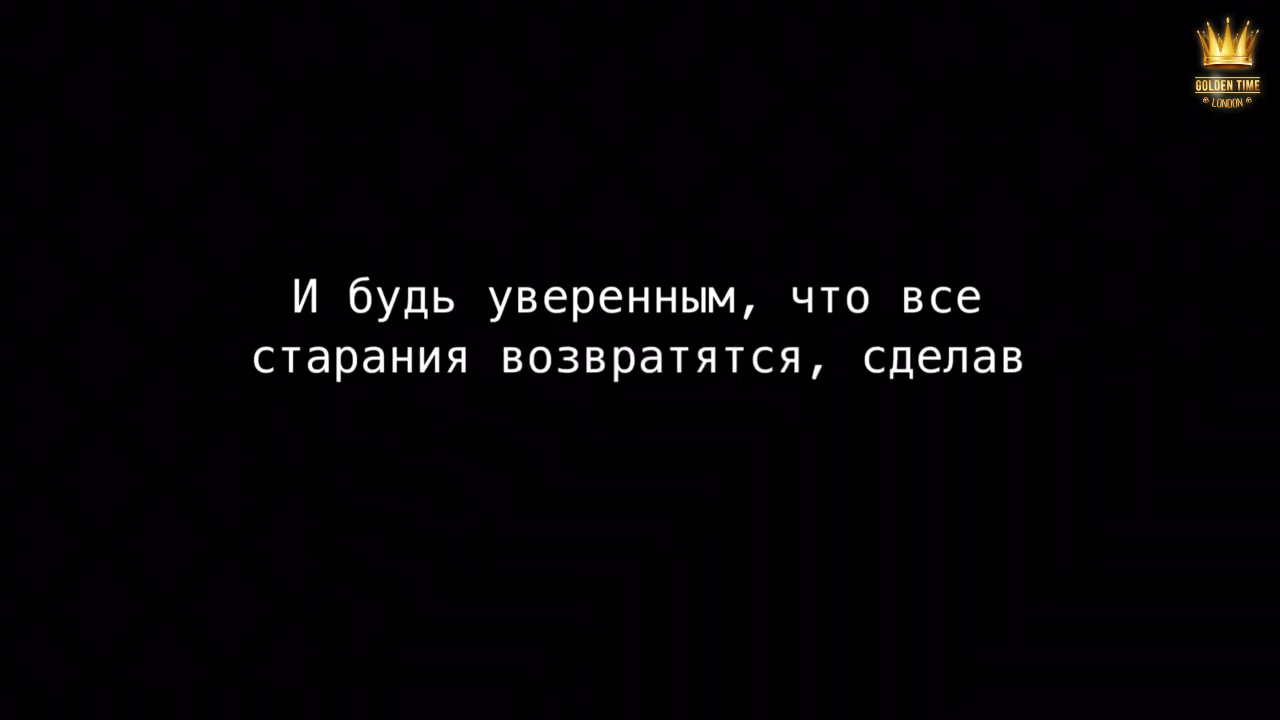 GOLDEN TIME
LONDON
И будь уверенным, что все
старания возвратятся, сделав